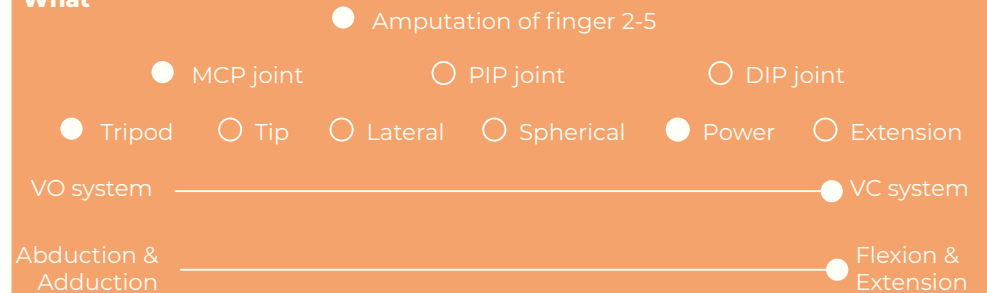 What
Amputation of finger 2-5
MCP joint PIP joint DIP joint
Tripod Tip Lateral Spherical Power Extension
VO system VC system
Abduction & Flexion &
Adduction Extension